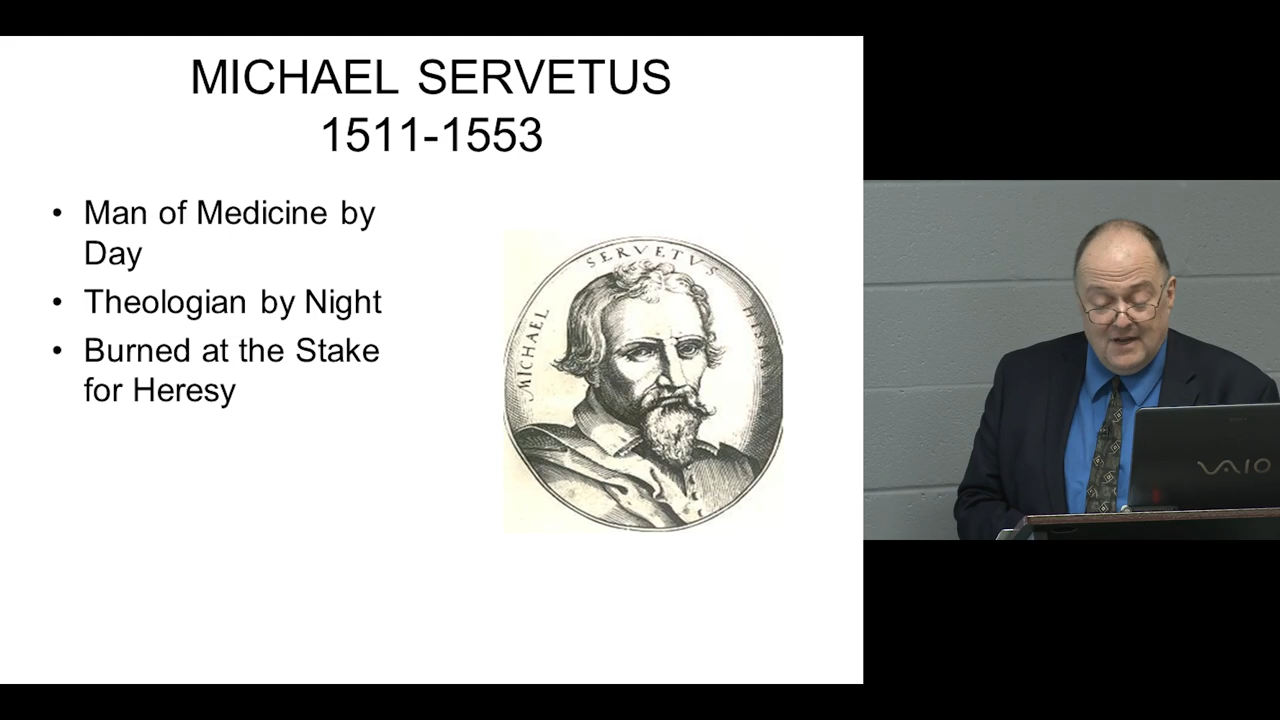 MICHAEL SERVETUS
1511-1553
• Man of Medicine by
Day
• Theologian by Night
• Burned at the Stake
for Heresy
MICHAEL SERVETVS
VAIO